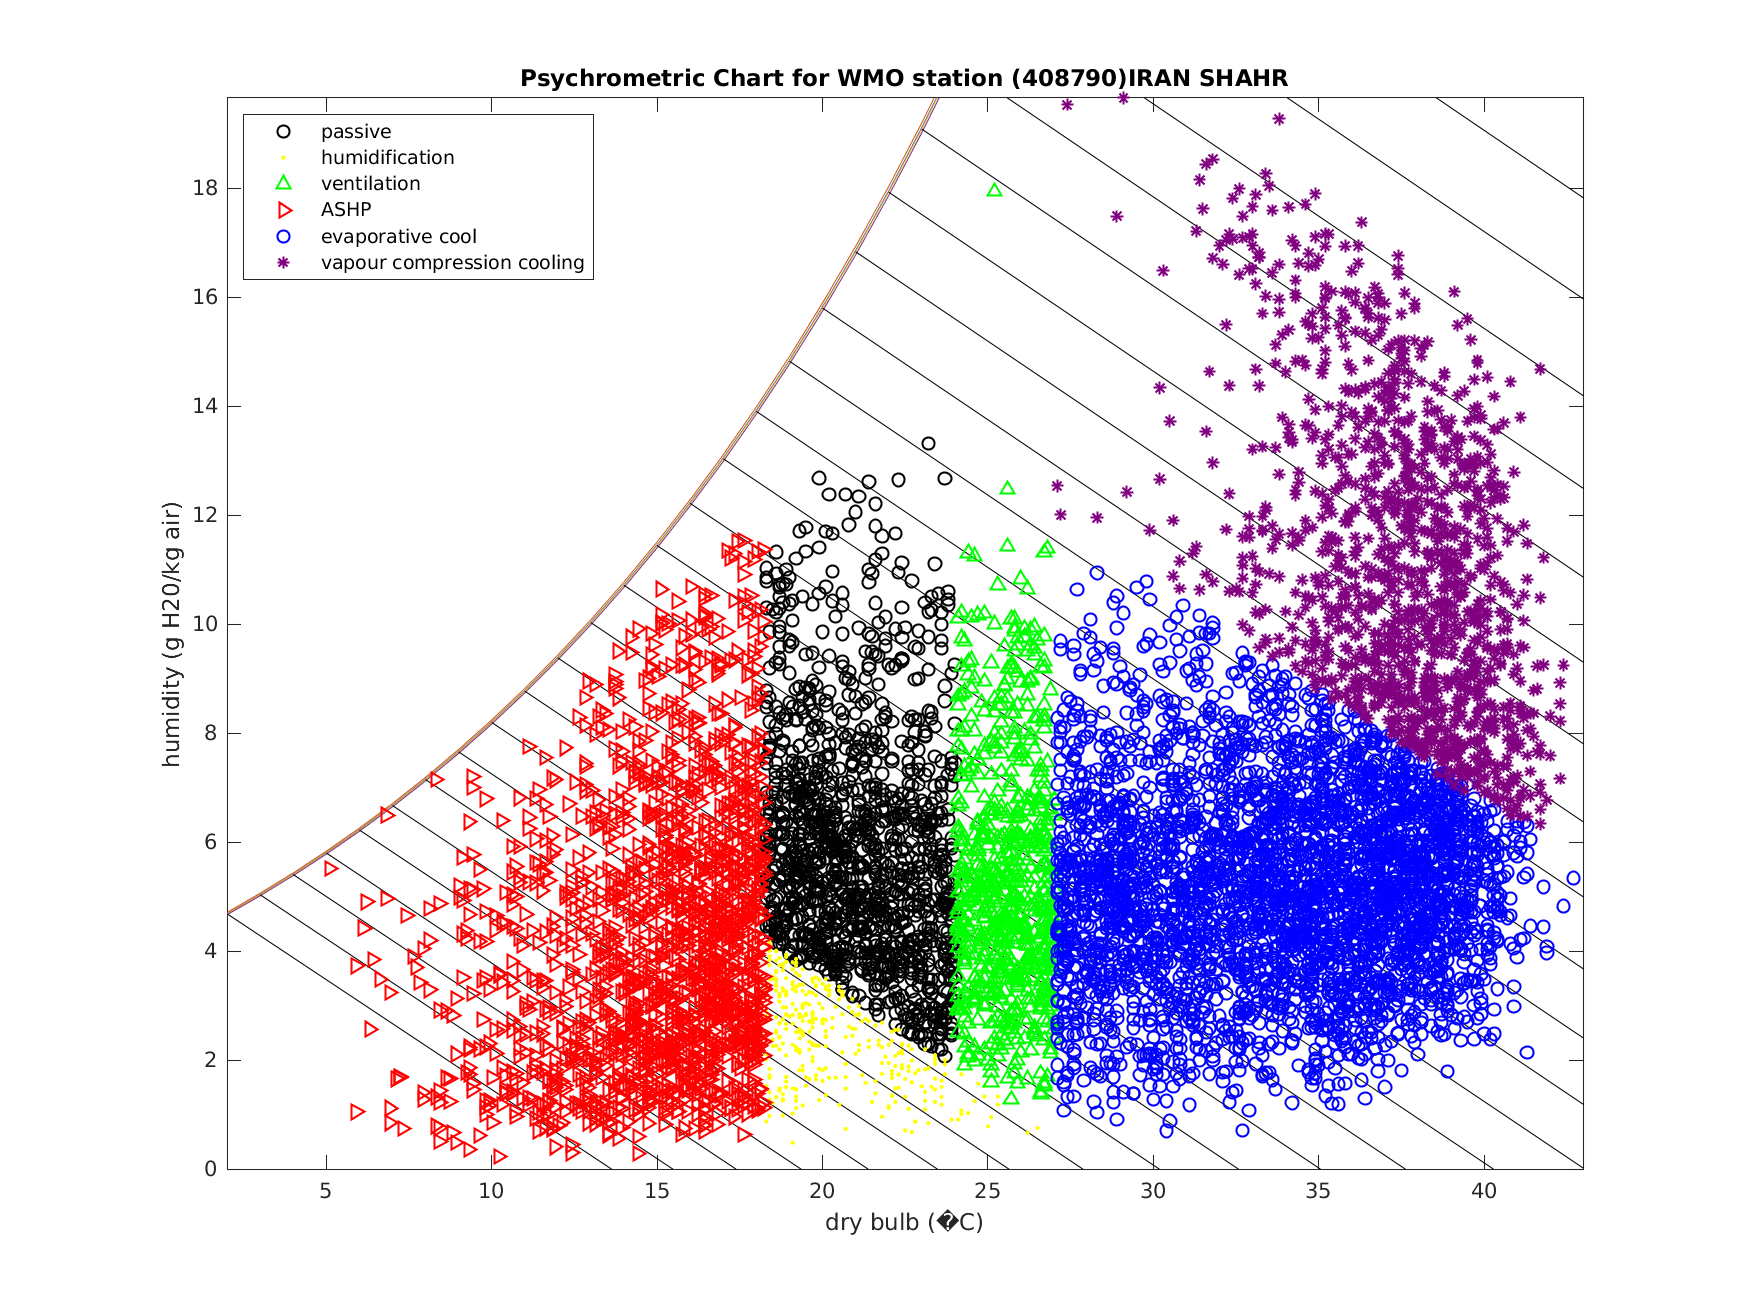 Psychrometric Chart for WMO station (408790)IRAN SHAHR
passive
humidification
ventilation
ASHP
evaporative cool
vapour compression cooling
humidity (g H20/kg air)
18
16
14
12
10
8
6
4
2
0
5 10 15 20 25 30 35 40
dry bulb (�C)